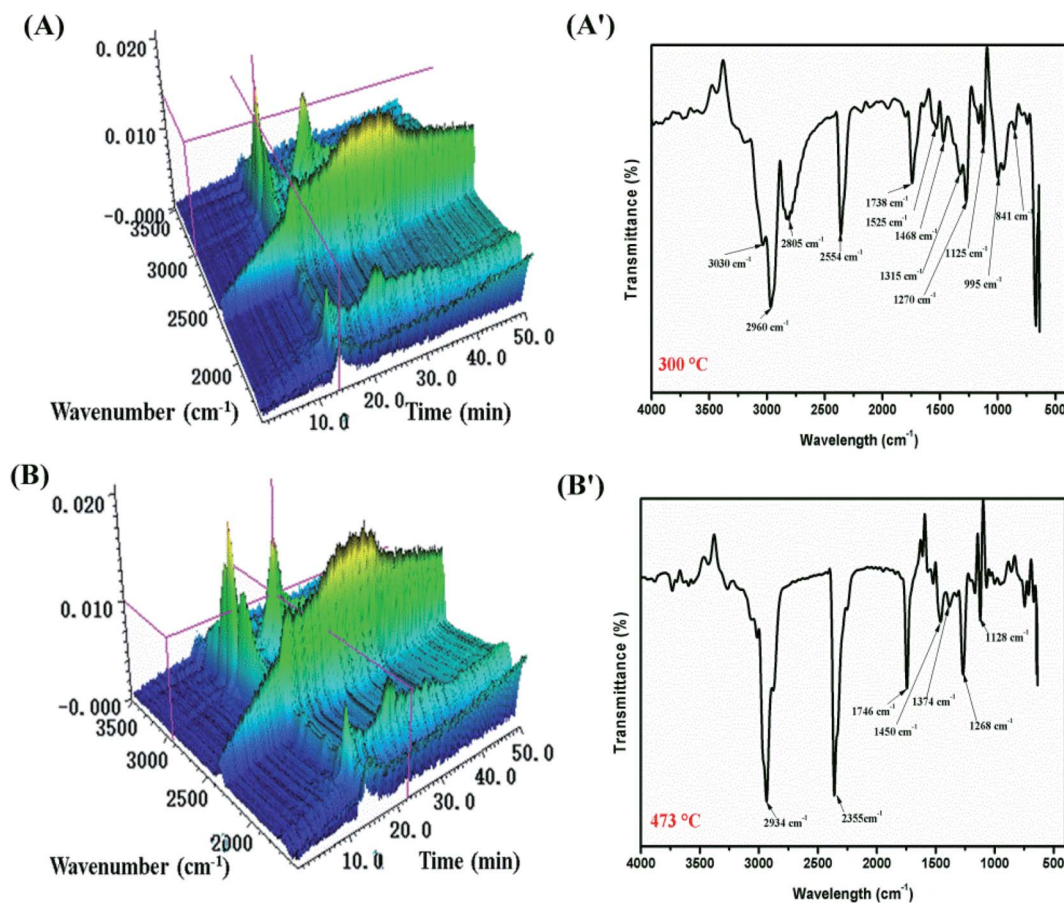 (A)
0.020
0.010
-0.000
3500
3000
2500
2000
Wavenumber (cm-1)
10.0
20.0
30.0
40.0
50.0
Time (min)
(A')
Transmittance (%)
3030 cm-1
2960 cm-1
2805 cm-1
2554 cm-1
1738 cm-1
1525 cm-1
1468 cm-1
1315 cm-1
1270 cm-1
1125 cm-1
995 cm-1
841 cm-1
300 °C
4000 3500 3000 2500 2000 1500 1000 500
Wavelength (cm-1)
(B)
0.020
0.010
-0.000
3500
3000
2500
2000
Wavenumber (cm-1)
10.0
20.0
30.0
40.0
50.0
Time (min)
(B')
Transmittance (%)
2934 cm-1
2355cm-1
1746 cm-1
1450 cm-1
1374 cm-1
1268 cm-1
1128 cm-1
473 °C
4000 3500 3000 2500 2000 1500 1000 500
Wavelength (cm-1)